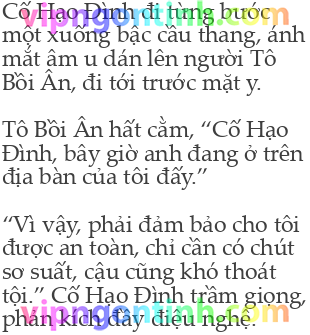 Cố Hạo Đình đi từng bước
một xuống bậc cầu thang, ánh
mắt âm u dán lên người Tô
Bồi Ân, đi tới trước mặt y.
Tô Bồi Ân hất cằm, “Cố Hạo
Đình, bây giờ anh đang ở trên
địa bàn của tôi đấy.”
“Vì vậy, phải đảm bảo cho tôi
được an toàn, chỉ cần có chút
sơ suất, cậu cũng khó thoát
tội.” Cố Hạo Đình trầm giọng,
phản kích đầy điệu nghệ.
vipngontinh.com
vipngontinh.com
vipngontinh.com